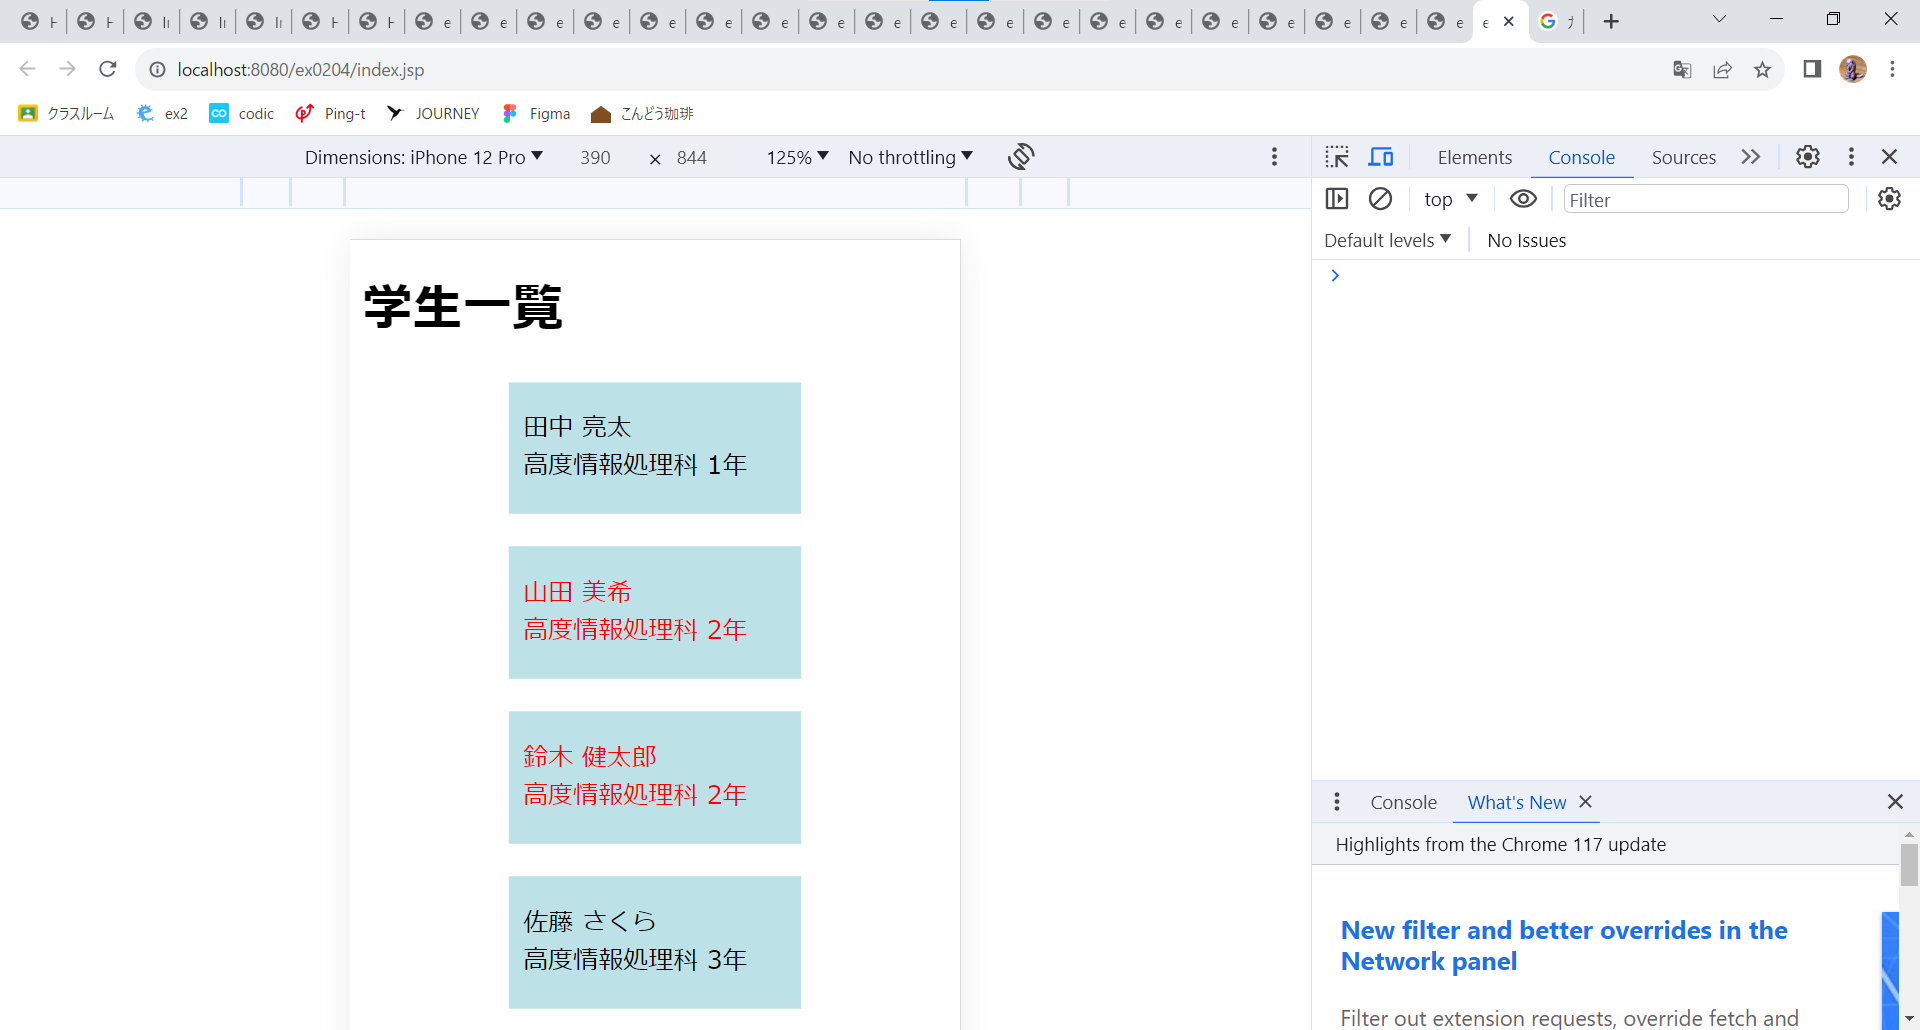 localhost:8080/ex0204/index.jsp
クラスルーム ex2 codic Ping-t JOURNEY Figma こんどう珈琲
Dimensions: iPhone 12 Pro 390 × 844 125% No throttling
Elements Console Sources
top Filter
Default levels No Issues
学生一覧
田中 亮太
高度情報処理科 1年
山田 美希
高度情報処理科 2年
鈴木 健太郎
高度情報処理科 2年
佐藤 さくら
高度情報処理科 3年
Console What's New
Highlights from the Chrome 117 update
New filter and better overrides in the
Network panel
Filter out extension requests, override fetch and